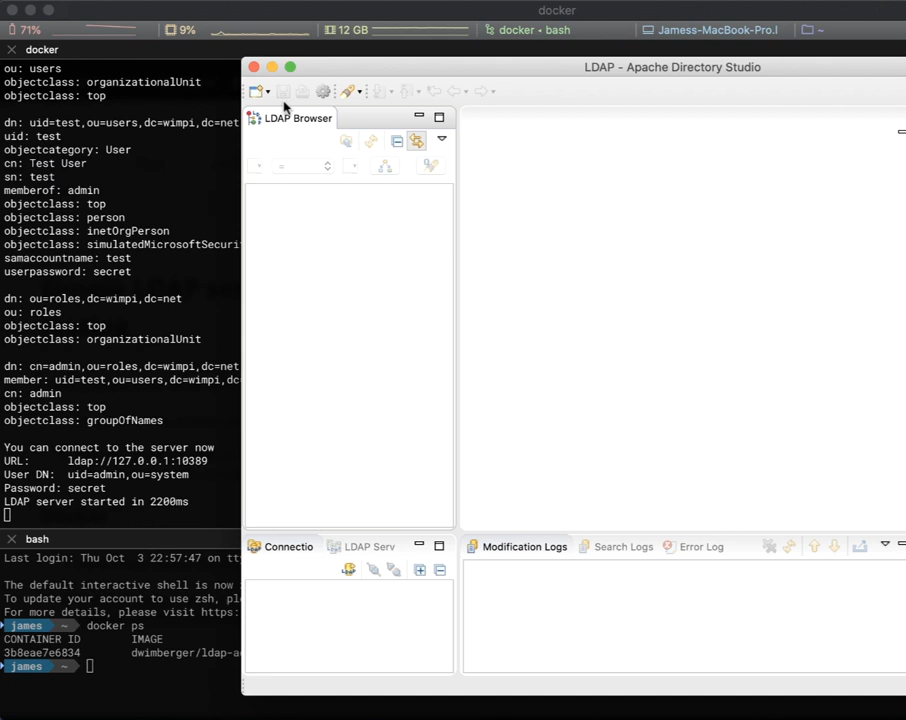 docker
71%
9%
12 GB
docker • bash
Jamess-MacBook-Pro.l
~
docker
ou: users
objectclass: organizationalUnit
objectclass: top
dn: uid=test,ou=users,dc=wimpi,dc=net
uid: test
objectcategory: User
cn: Test User
sn: test
memberof: admin
objectclass: top
objectclass: person
objectclass: inetOrgPerson
objectclass: simulatedMicrosoftSecuri
samaccountname: test
userpassword: secret
dn: ou=roles,dc=wimpi,dc=net
ou: roles
objectclass: top
objectclass: organizationalUnit
dn: cn=admin,ou=roles,dc=wimpi,dc=net
member: uid=test,ou=users,dc=wimpi,dc
cn: admin
objectclass: top
objectclass: groupOfNames
You can connect to the server now
URL: ldap://127.0.0.1:10389
User DN: uid=admin,ou=system
Password: secret
LDAP server started in 2200ms
bash
Last login: Thu Oct 3 22:57:47 on tt
The default interactive shell is now
To update your account to use zsh, pl
For more details, please visit https:
james ~ docker ps
CONTAINER ID IMAGE
3b8eae7e6834 dwimberger/ldap-a
james ~
LDAP - Apache Directory Studio
LDAP Browser
=
Connectio
LDAP Serv
Modification Logs
Search Logs
Error Log